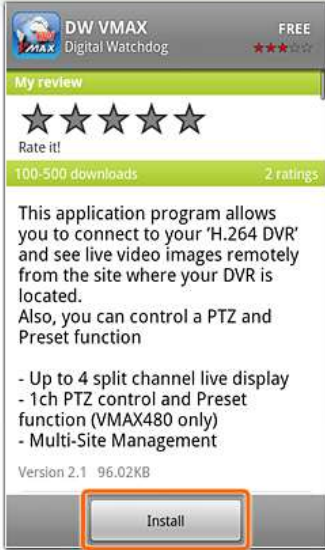 DW VMAX
FREE
VMAX
Digital Watchdog
My review
Rate it!
100-500 downloads
2 ratings
This application program allows
you to connect to your 'H.264 DVR'
and see live video images remotely
from the site where your DVR is
located.
Also, you can control a PTZ and
Preset function
- Up to 4 split channel live display
- 1ch PTZ control and Preset
function (VMAX480 only)
- Multi-Site Management
Version 2.1 96.02KB
Install